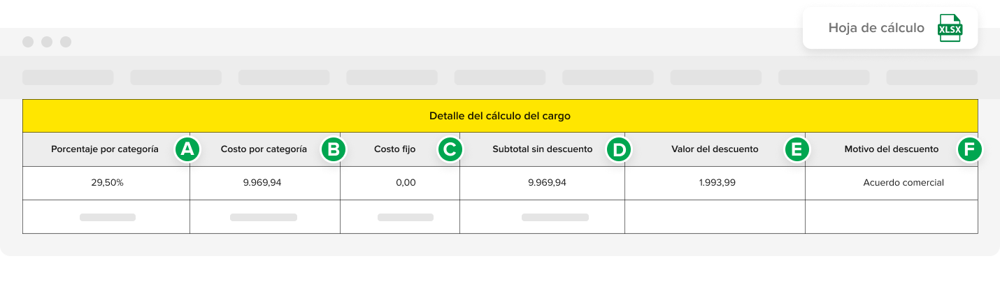 Hoja de cálculo XLSX
Detalle del cálculo del cargo
Porcentaje por categoría A Costo por categoría B Costo fijo C Subtotal sin descuento D Valor del descuento E Motivo del descuento F
29,50% 9.969,94 0,00 9.969,94 1.993,99 Acuerdo comercial